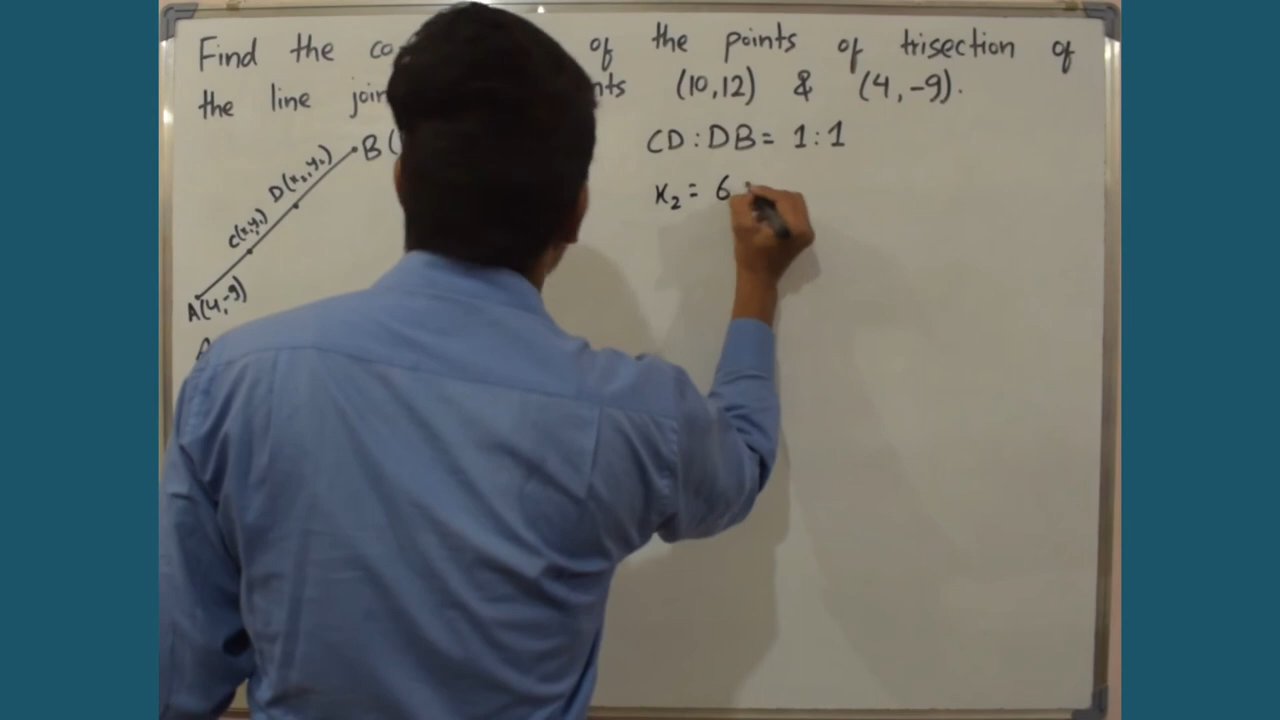 Find the co of the points of trisection of
the line join nts (10,12) & (4,-9).
CD:DB = 1:1
x₂ = 6
B (
D(x₂,y₂)
C(x₁,y₁)
A(4,-9)